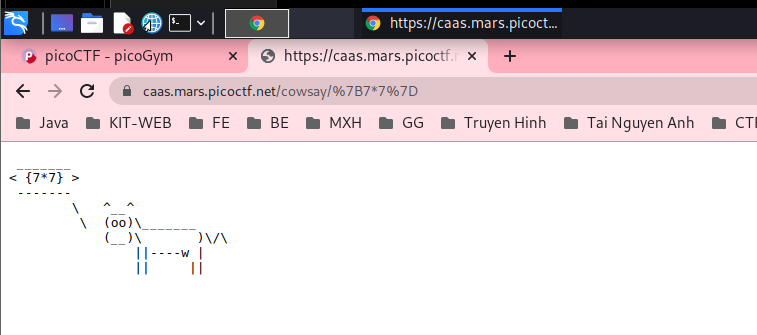 https://caas.mars.picoct...
picoCTF - picoGym
https://caas.mars.picoctf.n
caas.mars.picoctf.net/cowsay/%7B7*7%7D
Java
KIT-WEB
FE
BE
MXH
GG
Truyen Hinh
Tai Nguyen Anh
CTF
 _______
< {7*7} >
 -------
        \   ^__^
         \  (oo)\_______
            (__)\       )\/\
                ||----w |
                ||     ||